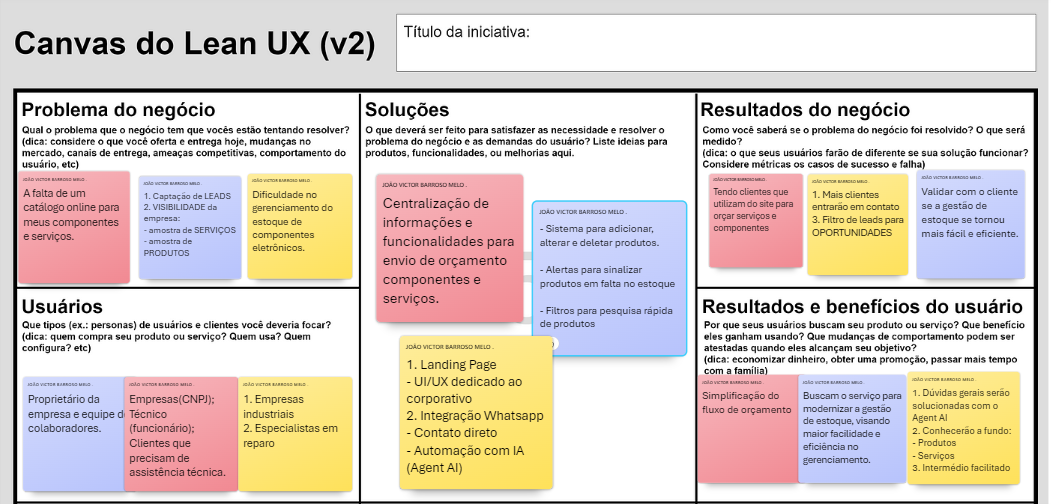 Canvas do Lean UX (v2)
Título da iniciativa:
Problema do negócio
Qual o problema que o negócio tem que vocês estão tentando resolver?
(dica: considere o que você oferta e entrega hoje, mudanças no
mercado, canais de entrega, ameaças competitivas, comportamento do
usuário, etc)
JOÃO VICTOR BARROSO MELO .
A falta de um
catálogo online para
meus componentes
e serviços.
JOÃO VICTOR BARROSO MELO .
1. Captação de LEADS
2. VISIBILIDADE da
empresa:
- amostra de SERVIÇOS
- amostra de
PRODUTOS
JOÃO VICTOR BARROSO MELO .
Dificuldade no
gerenciamento do
estoque de
componentes
eletrônicos.
Soluções
O que deverá ser feito para satisfazer as necessidade e resolver o
problema do negócio e as demandas do usuário? Liste ideias para
produtos, funcionalidades, ou melhorias aqui.
JOÃO VICTOR BARROSO MELO .
Centralização de
informações e
funcionalidades para
envio de orçamento
componentes e
serviços.
JOÃO VICTOR BARROSO MELO .
- Sistema para adicionar,
alterar e deletar produtos.
- Alertas para sinalizar
produtos em falta no estoque
- Filtros para pesquisa rápida
de produtos
JOÃO VICTOR BARROSO MELO .
1. Landing Page
- UI/UX dedicado ao
corporativo
2. Integração Whatsapp
- Contato direto
- Automação com IA
(Agent AI)
Resultados do negócio
Como você saberá se o problema do negócio foi resolvido? O que será
medido?
(dica: o que seus usuários farão de diferente se sua solução funcionar?
Considere métricas os casos de sucesso e falha)
JOÃO VICTOR BARROSO MELO .
Tendo clientes que
utilizam do site para
orçar serviços e
componentes
JOÃO VICTOR BARROSO MELO .
1. Mais clientes
entrarão em contato
3. Filtro de leads para
OPORTUNIDADES
JOÃO VICTOR BARROSO MELO .
Validar com o cliente
se a gestão de
estoque se tornou
mais fácil e eficiente.
Usuários
Que tipos (ex.: personas) de usuários e clientes você deveria focar?
(dica: quem compra seu produto ou serviço? Quem usa? Quem
configura? etc)
JOÃO VICTOR BARROSO MELO .
Proprietário da
empresa e equipe d
colaboradores.
JOÃO VICTOR BARROSO MELO .
Empresas(CNPJ);
Técnico
(funcionário);
Clientes que
precisam de
assistência técnica.
JOÃO VICTOR BARROSO MELO .
1. Empresas
industriais
2. Especialistas em
reparo
Resultados e benefícios do usuário
Por que seus usuários buscam seu produto ou serviço? Que benefício
eles ganham usando? Que mudanças de comportamento podem ser
atestadas quando eles alcançam seu objetivo?
(dica: economizar dinheiro, obter uma promoção, passar mais tempo
com a família)
JOÃO VICTOR BARROSO MELO .
Simplificação do
fluxo de orçamento
JOÃO VICTOR BARROSO MELO .
Buscam o serviço para
modernizar a gestão
de estoque, visando
maior facilidade e
eficiência no
gerenciamento.
JOÃO VICTOR BARROSO MELO .
1. Dúvidas gerais serão
solucionadas com o
Agent AI
2. Conhecerão a fundo:
- Produtos
- Serviços
3. Intermédio facilitado